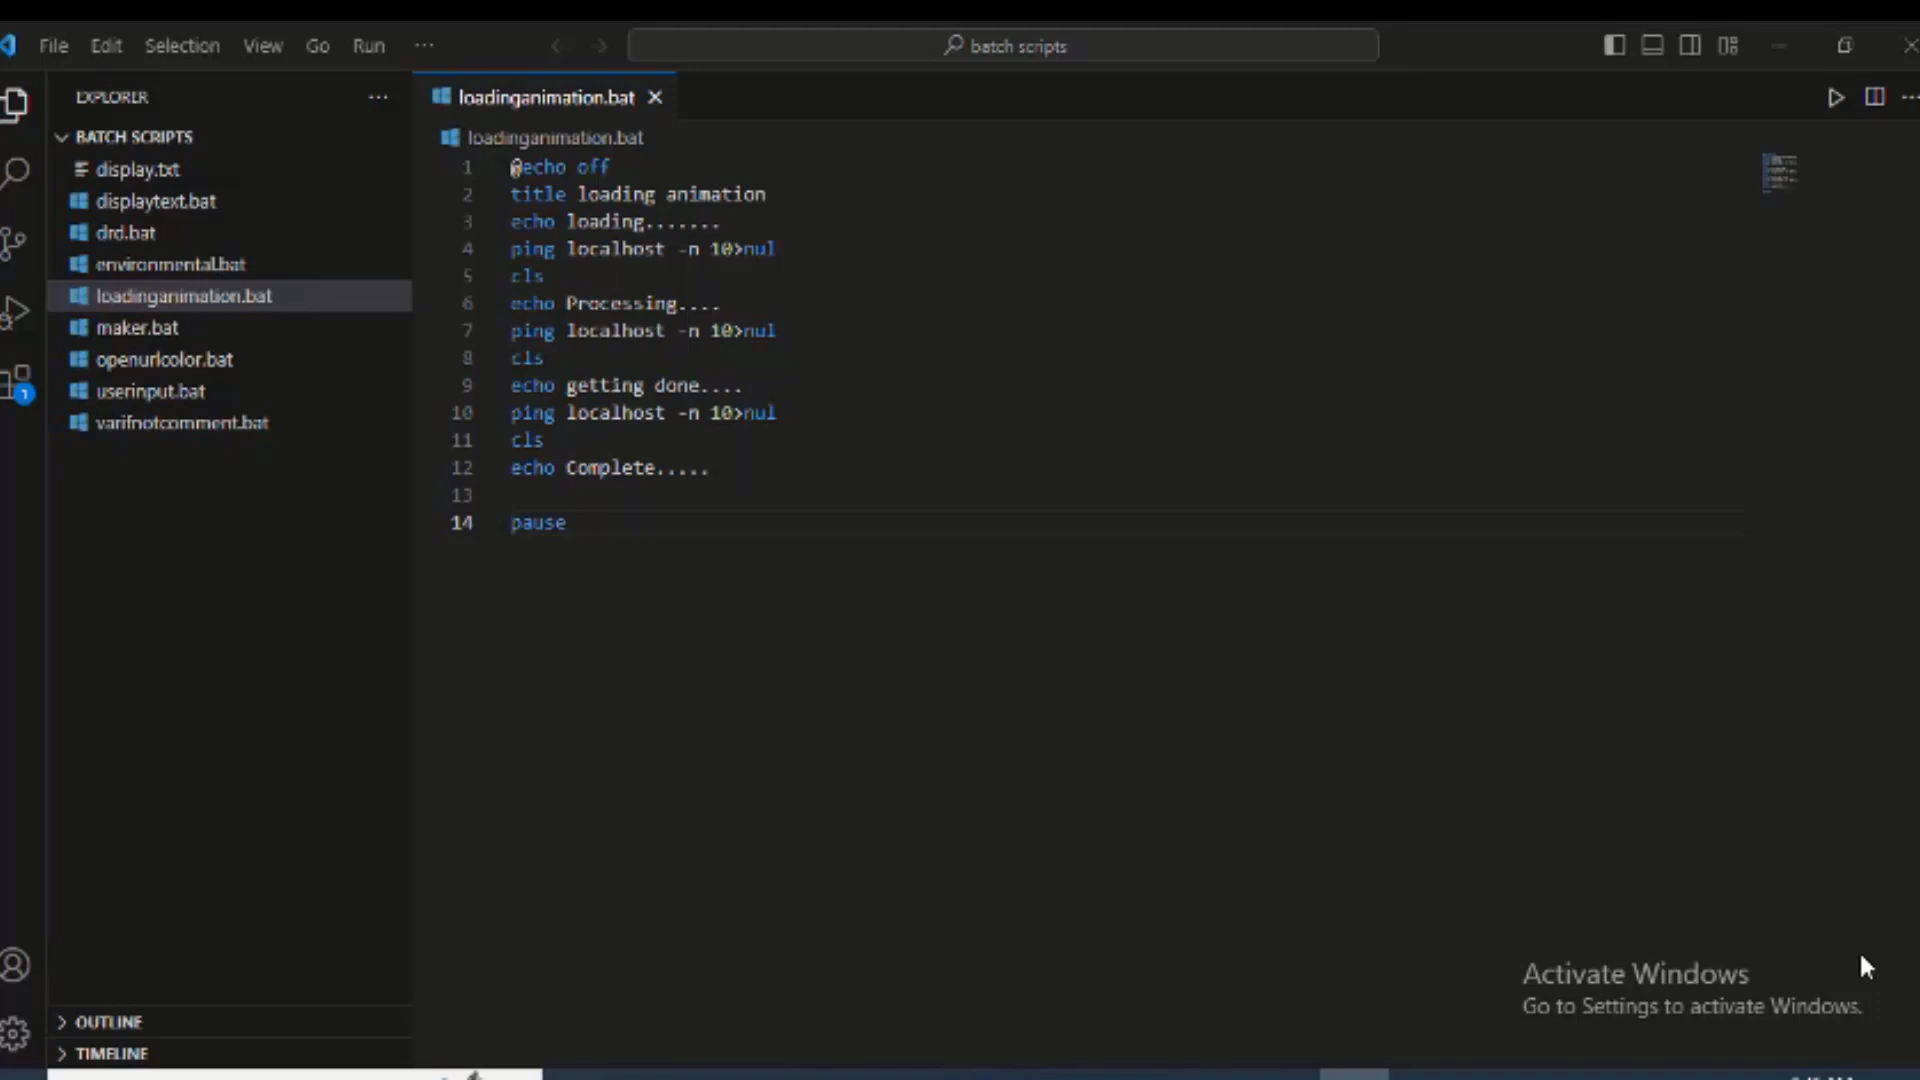 File Edit Selection View Go Run ...
batch scripts
EXPLORER ...
loadinganimation.bat
BATCH SCRIPTS
display.txt
displaytext.bat
drd.bat
environmental.bat
loadinganimation.bat
maker.bat
openurlcolor.bat
userinput.bat
varifnotcomment.bat
OUTLINE
TIMELINE
1
loadinganimation.bat
1 @echo off
2 title loading animation
3 echo loading.......
4 ping localhost -n 10>nul
5 cls
6 echo Processing....
7 ping localhost -n 10>nul
8 cls
9 echo getting done....
10 ping localhost -n 10>nul
11 cls
12 echo Complete.....
13
14 pause
Activate Windows
Go to Settings to activate Windows.